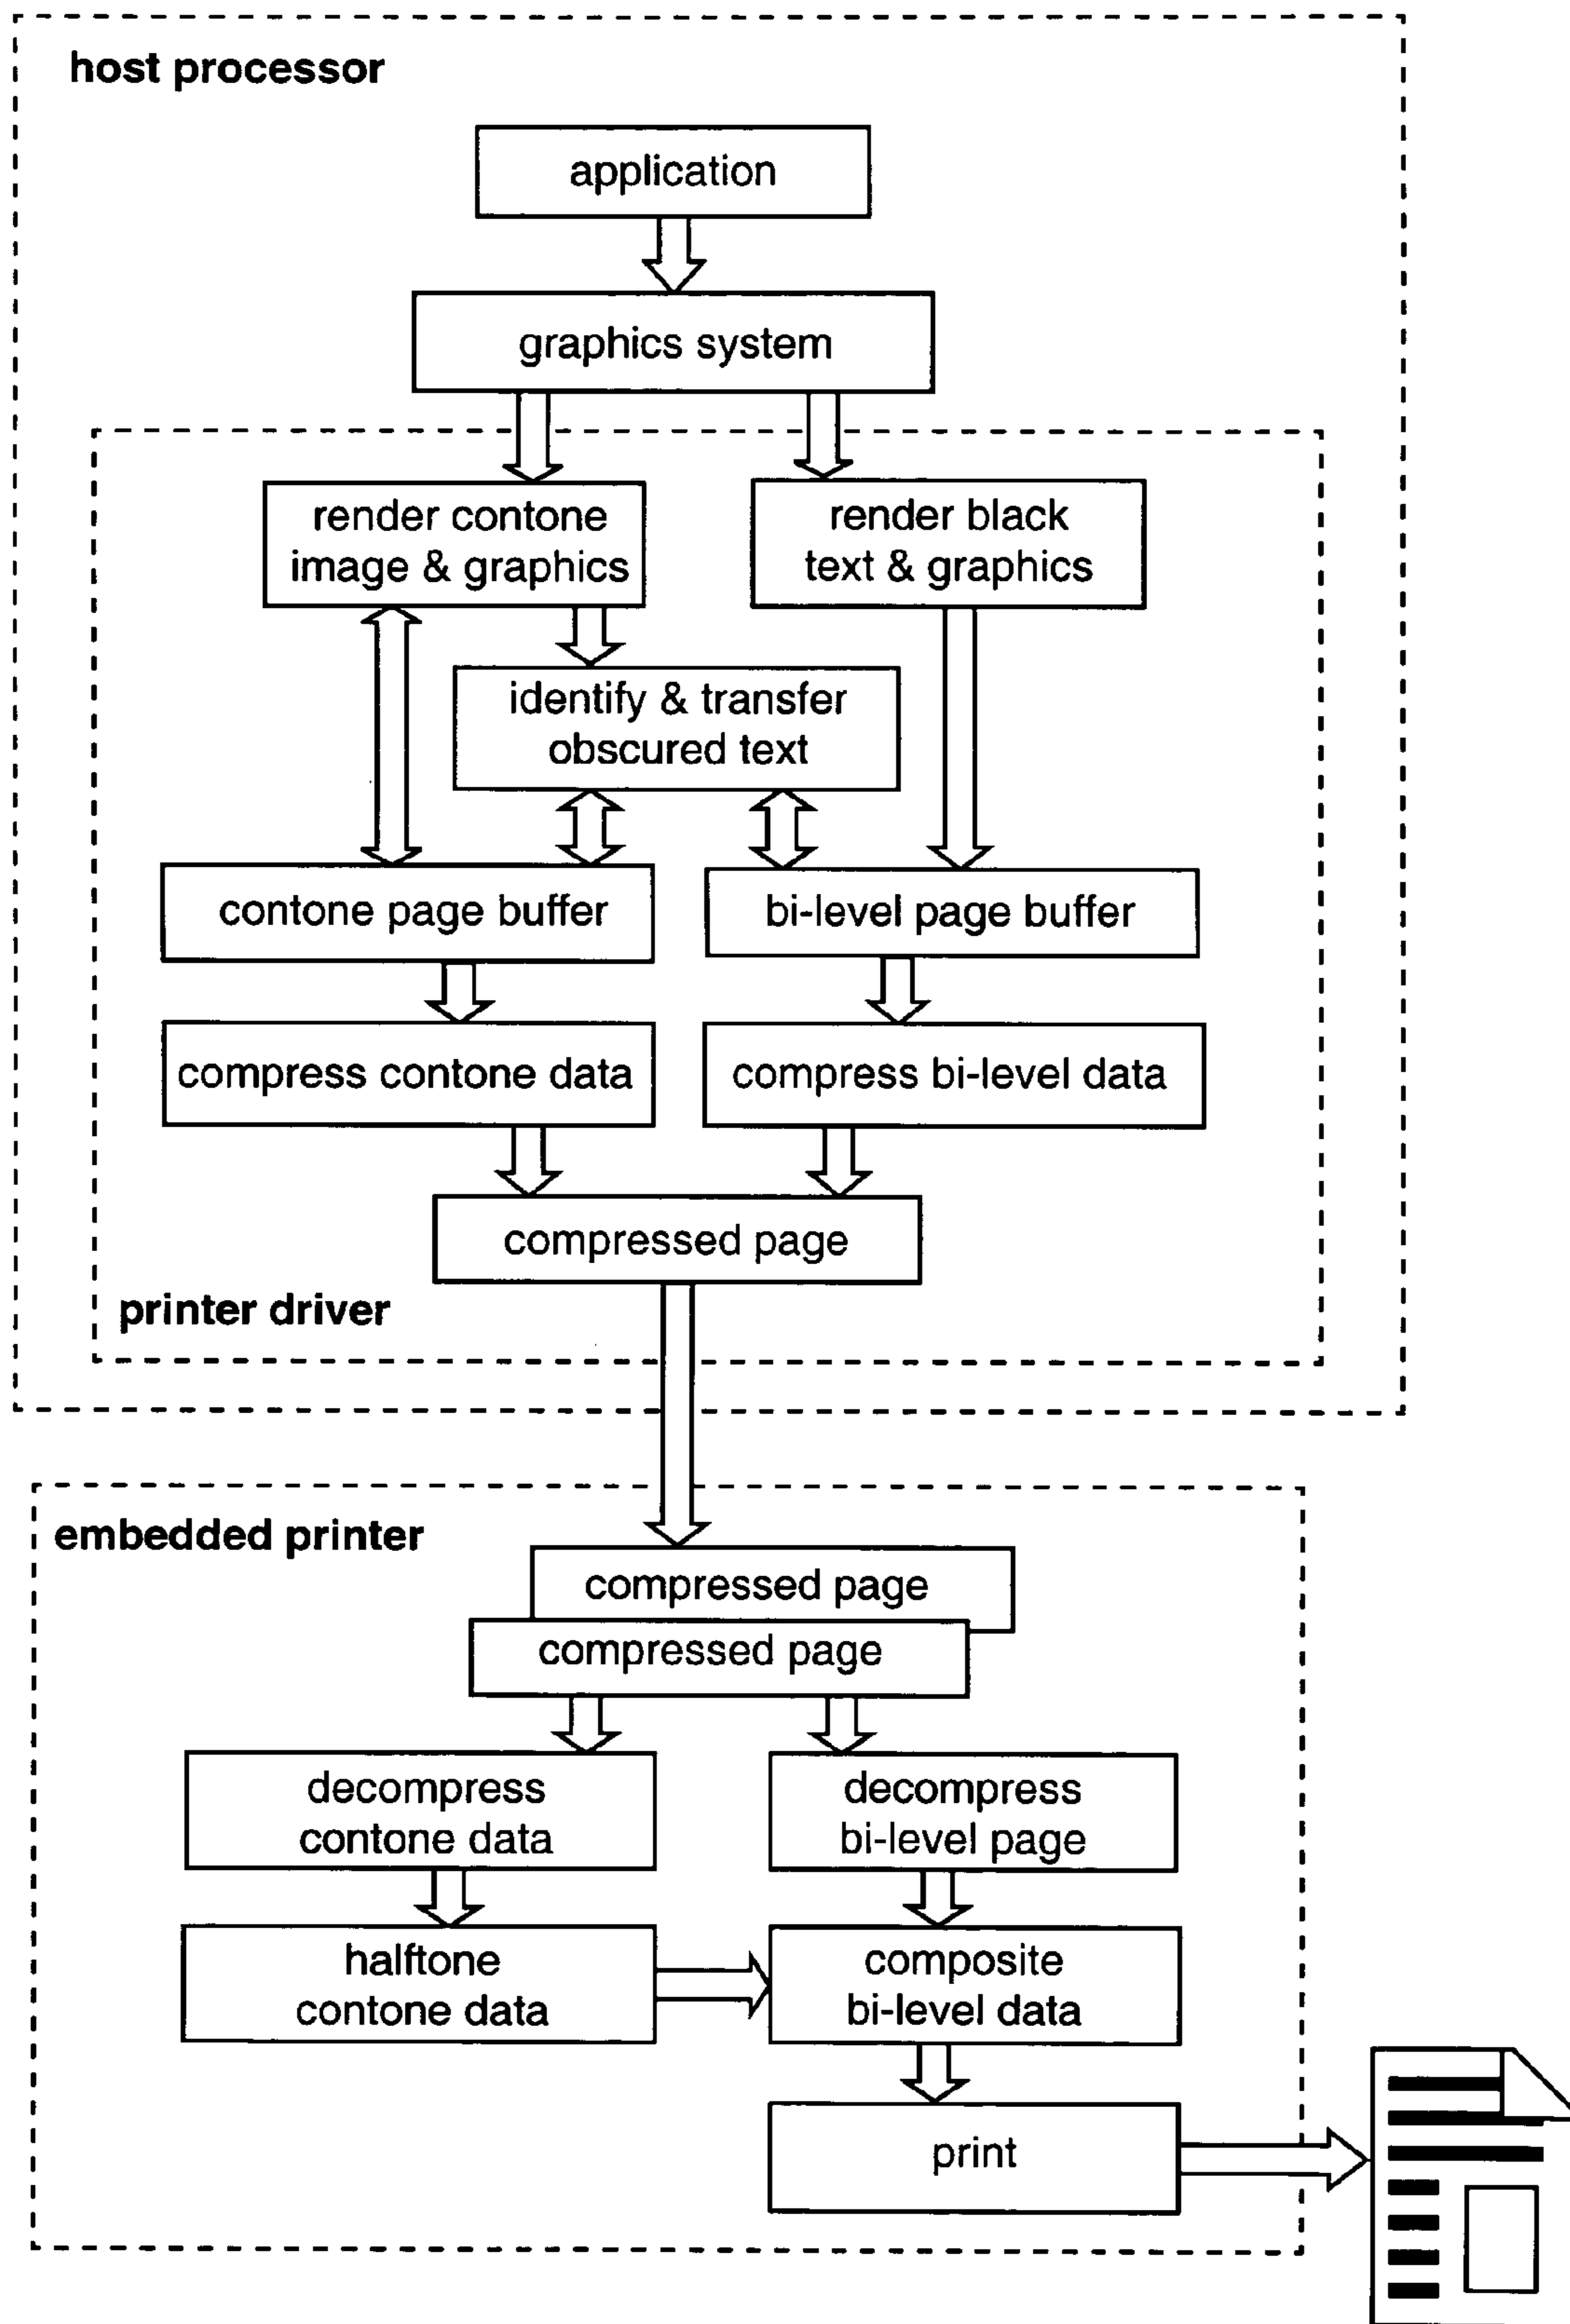 host processor
application
graphics system
render contone
image & graphics
render black
text & graphics
identify & transfer
obscured text
contone page buffer
bi-level page buffer
compress contone data
compress bi-level data
compressed page
printer driver
embedded printer
compressed page
compressed page
decompress
contone data
decompress
bi-level page
halftone
contone data
composite
bi-level data
print